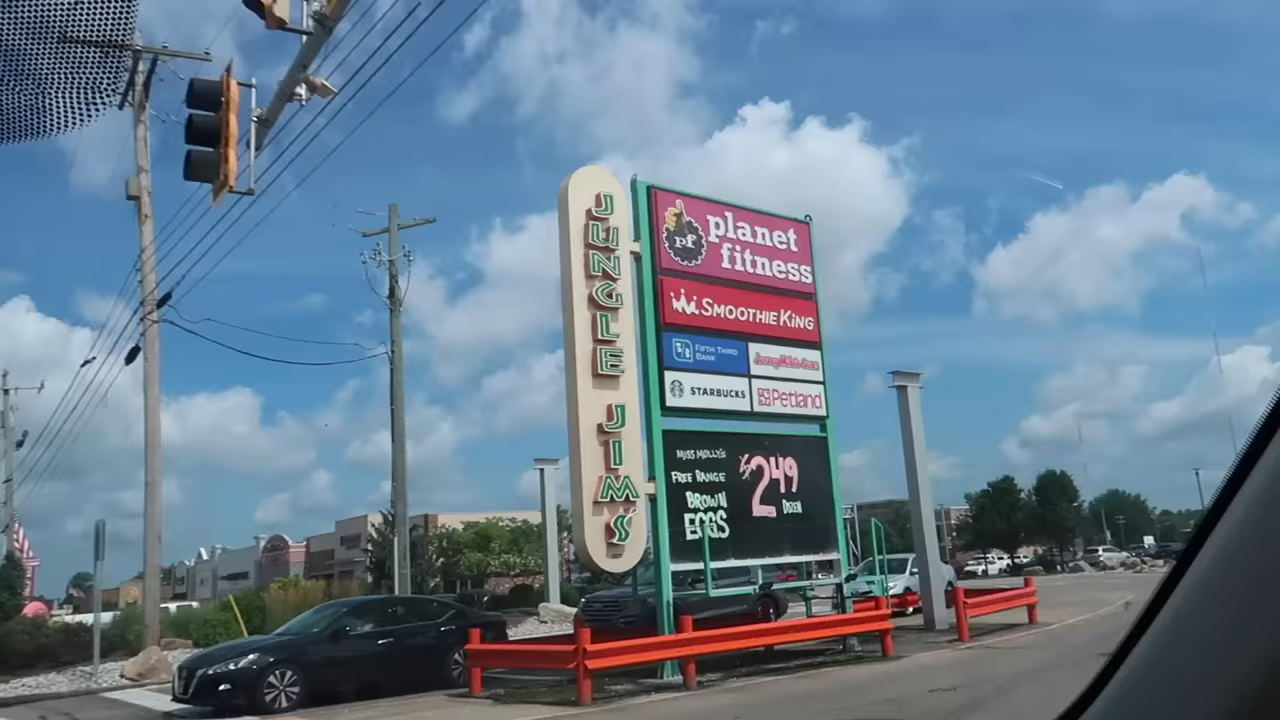 JUNGLE JIM'S
planet
fitness
pf
SMOOTHIE KING
FIFTH THIRD
BANK
STARBUCKS
Petland
MISS MOLLY'S
FREE RANGE
BROWN
EGGS
$2.49
DOZEN